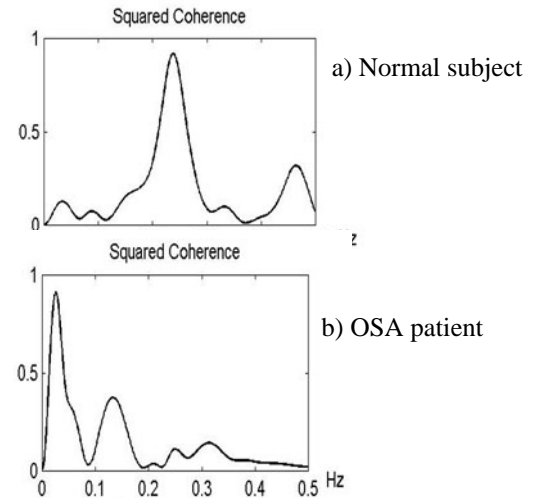 Squared Coherence
1
a) Normal subject
0.5
0
z
Squared Coherence
1
b) OSA patient
0.5
0
0 0.1 0.2 0.3 0.4 0.5 Hz